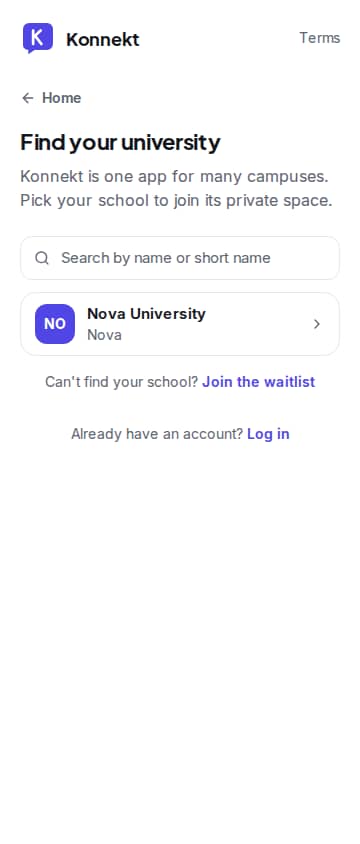 Konnekt
Terms
Home
Find your university
Konnekt is one app for many campuses.
Pick your school to join its private space.
Search by name or short name
NO
Nova University
Nova
Can't find your school? Join the waitlist
Already have an account? Log in